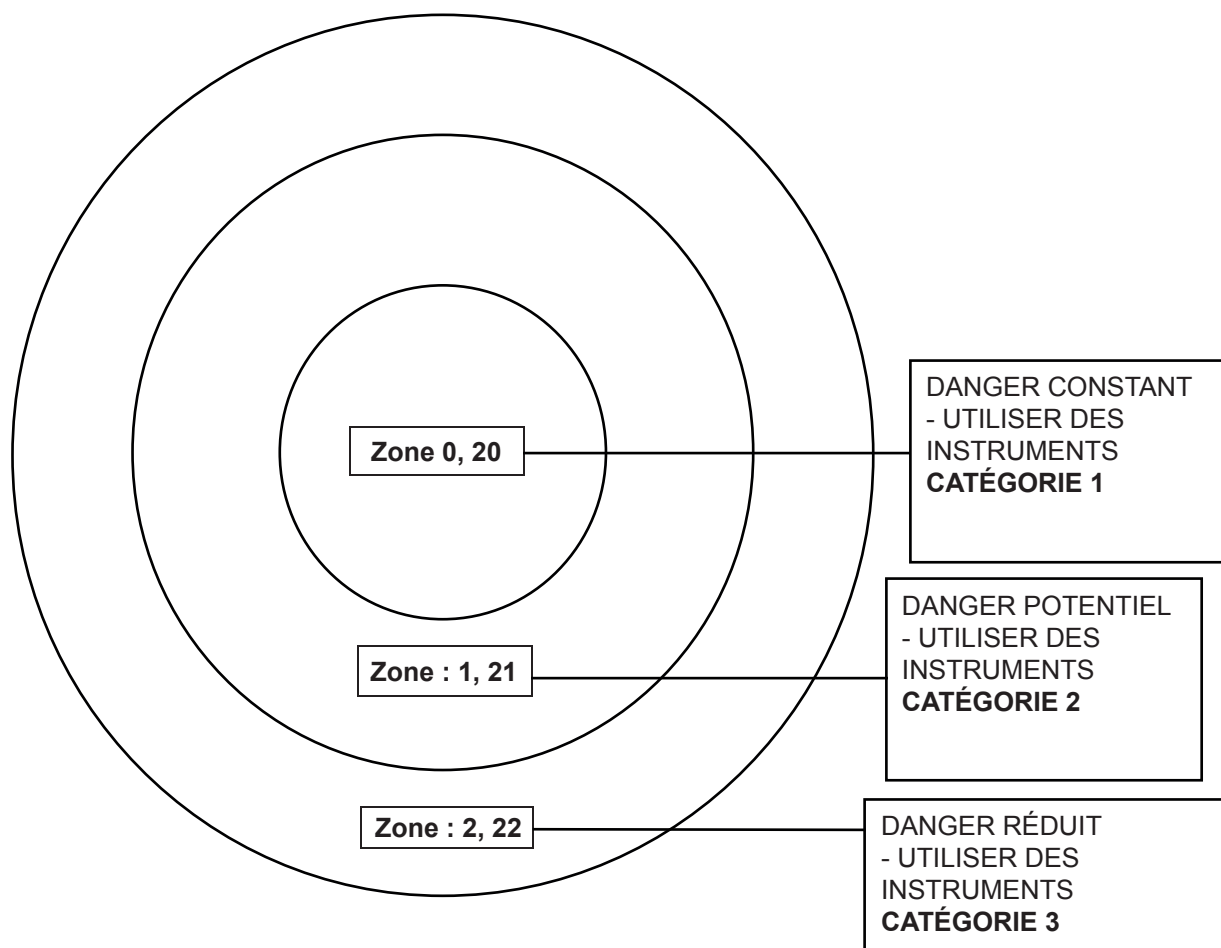 Zone 0, 20
DANGER CONSTANT
- UTILISER DES
INSTRUMENTS
CATÉGORIE 1
Zone : 1, 21
DANGER POTENTIEL
- UTILISER DES
INSTRUMENTS
CATÉGORIE 2
Zone : 2, 22
DANGER RÉDUIT
- UTILISER DES
INSTRUMENTS
CATÉGORIE 3